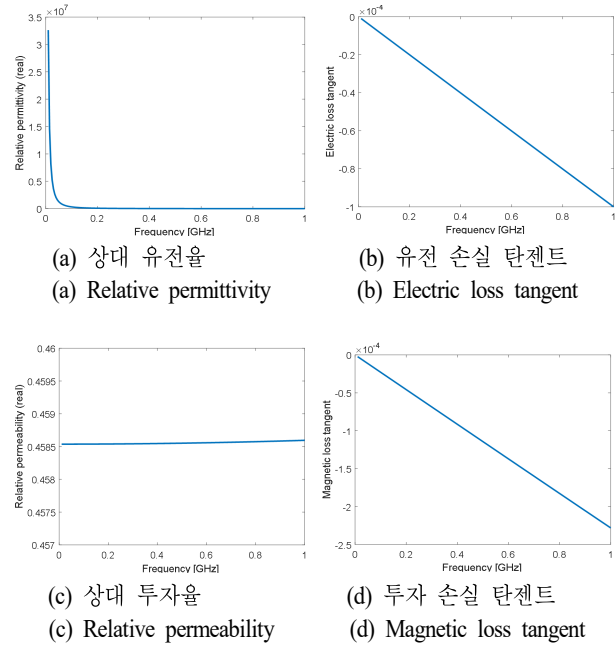 ×10^7
3.5
3
2.5
2
1.5
1
0.5
0
Relative permittivity (real)
0 0.2 0.4 0.6 0.8 1
Frequency [GHz]
(a) 상대 유전율
(a) Relative permittivity
×10^-4
0
-0.2
-0.4
-0.6
-0.8
-1
Electric loss tangent
0 0.2 0.4 0.6 0.8 1
Frequency [GHz]
(b) 유전 손실 탄젠트
(b) Electric loss tangent
0.46
0.4595
0.459
0.4585
0.458
0.4575
0.457
Relative permeability (real)
0 0.2 0.4 0.6 0.8 1
Frequency [GHz]
(c) 상대 투자율
(c) Relative permeability
×10^-4
0
-0.5
-1
-1.5
-2
-2.5
Magnetic loss tangent
0 0.2 0.4 0.6 0.8 1
Frequency [GHz]
(d) 투자 손실 탄젠트
(d) Magnetic loss tangent